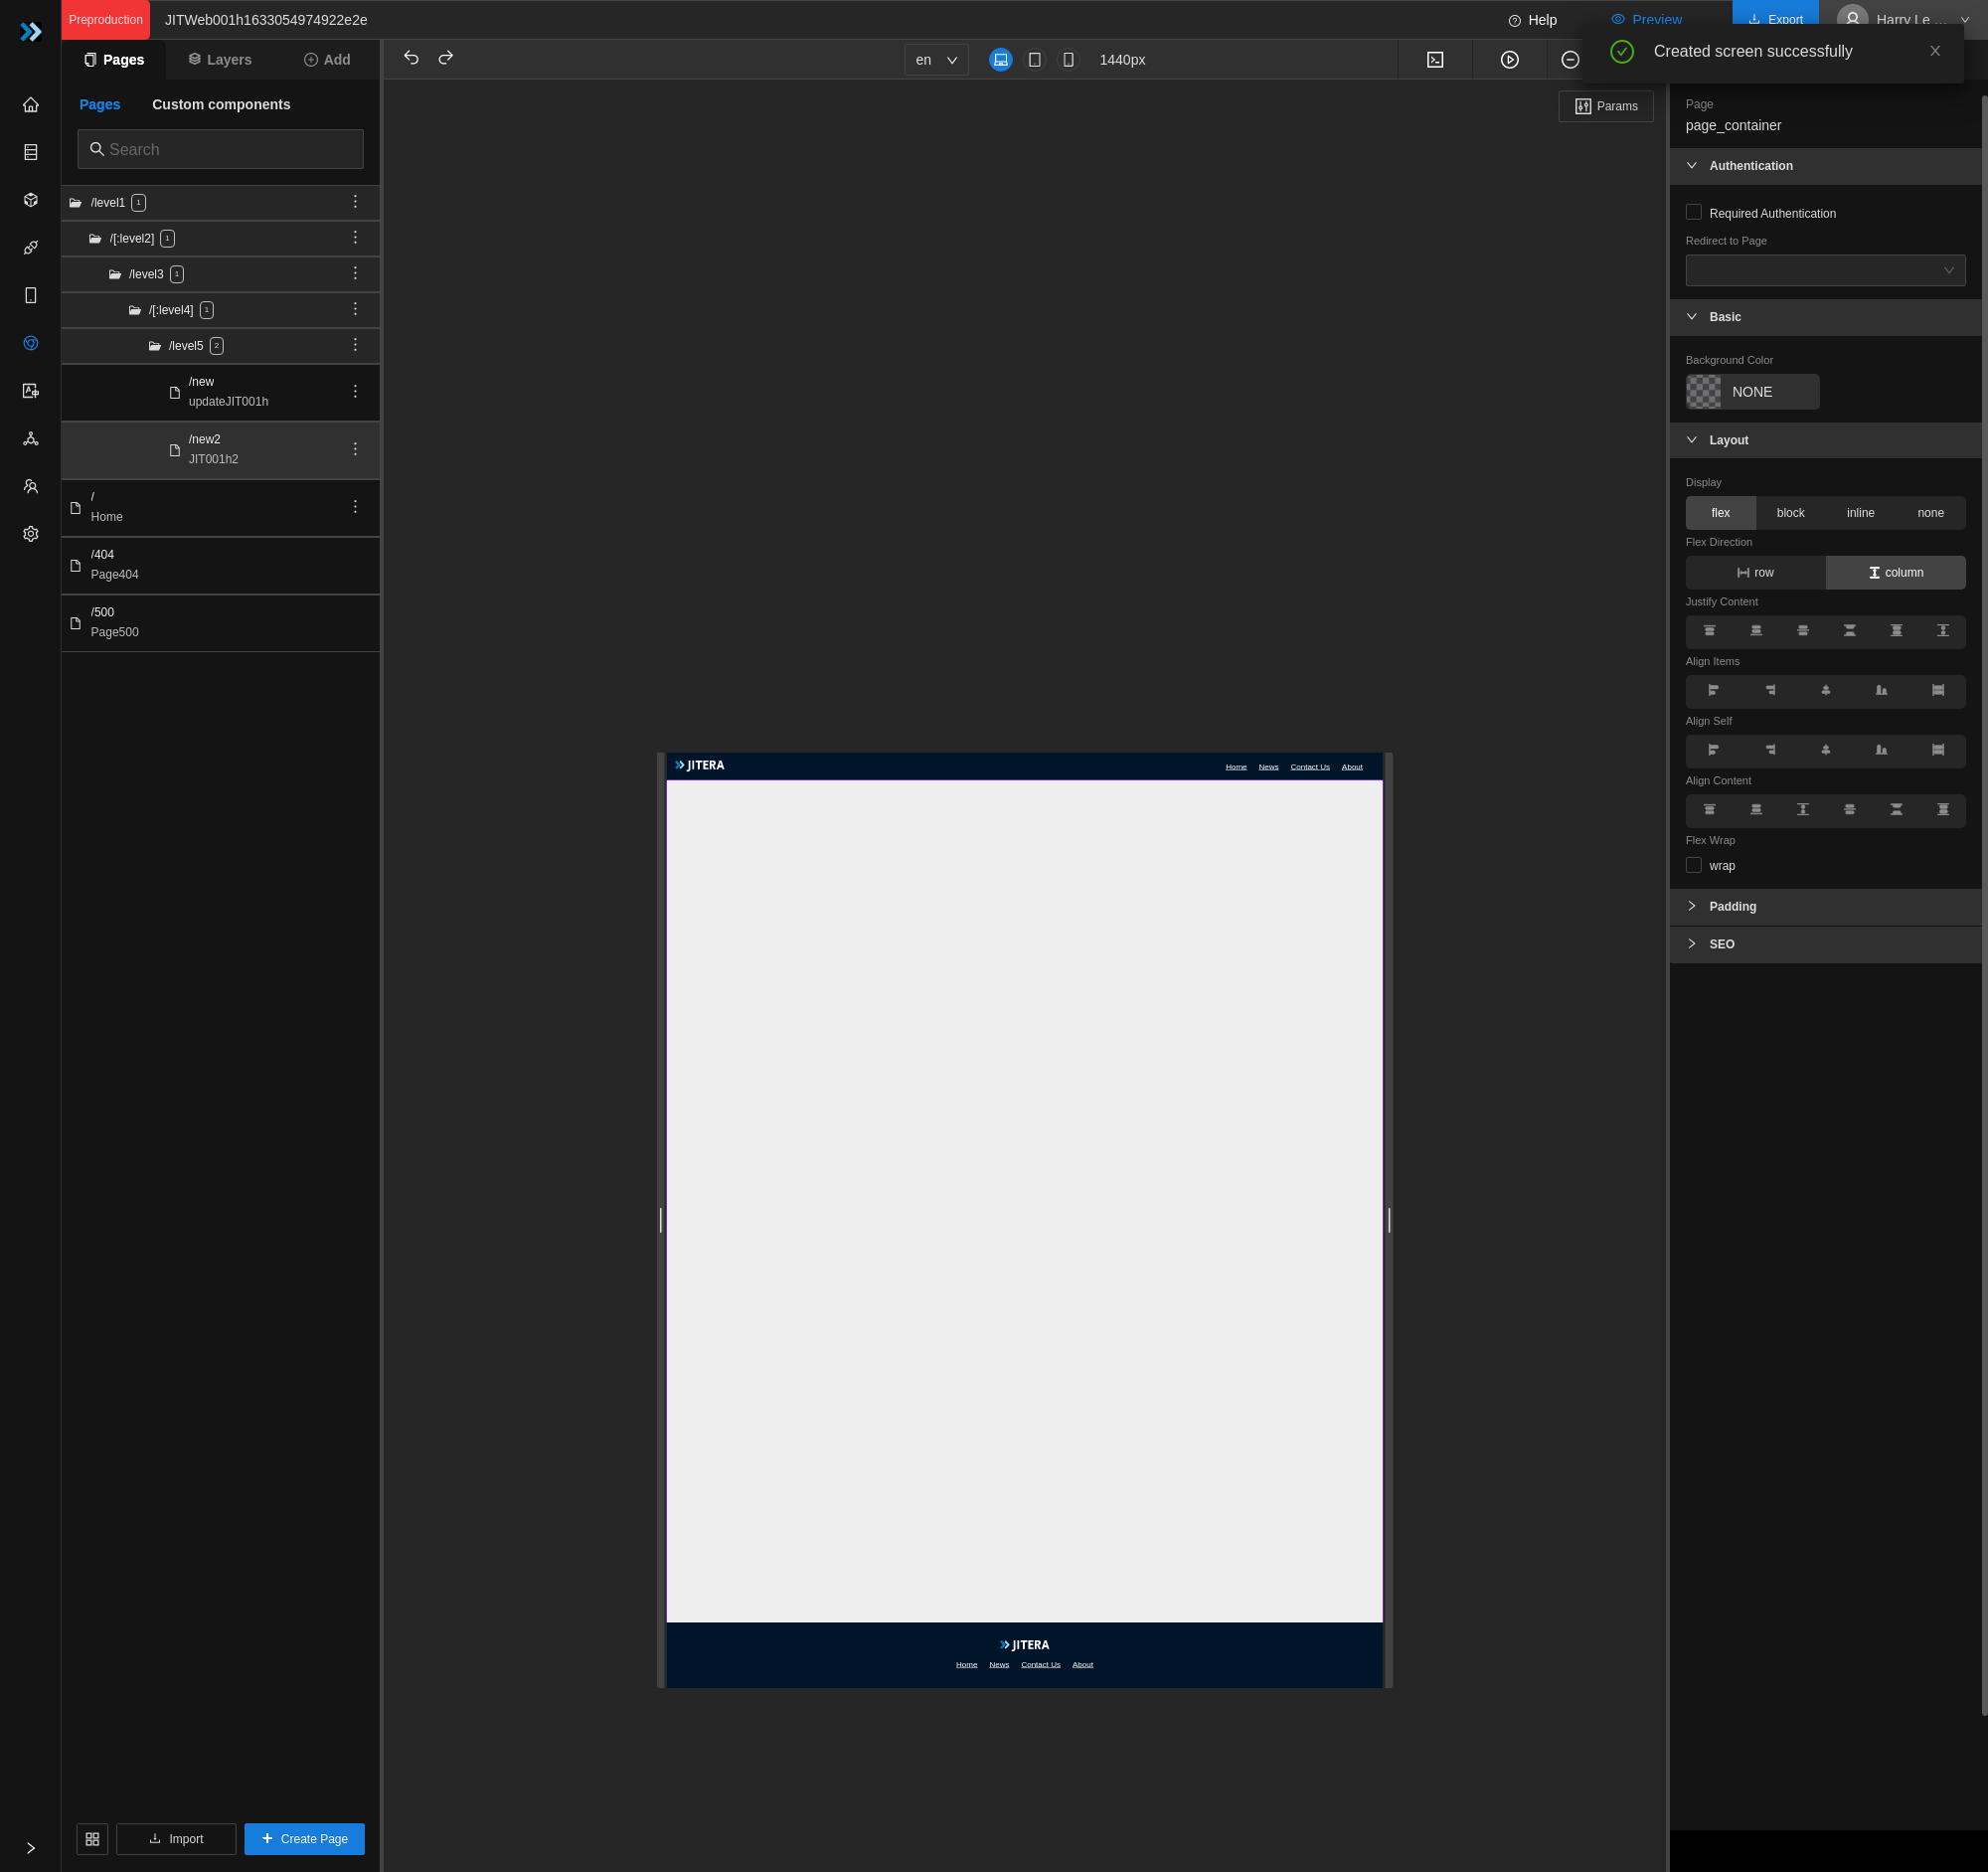 Preproduction
JITWeb001h1633054974922e2e
Help
Preview
Export
Harry Le ...
Created screen successfully
Pages
Layers
Add
en
1440px
Pages
Custom components
Search
/level1 1
/[:level2] 1
/level3 1
/[:level4] 1
/level5 2
/new
updateJIT001h
/new2
JIT001h2
/
Home
/404
Page404
/500
Page500
Import
Create Page
Params
JITERA
Home News Contact Us About
JITERA
Home News Contact Us About
Page
page_container
Authentication
Required Authentication
Redirect to Page
Basic
Background Color
NONE
Layout
Display
flex block inline none
Flex Direction
row column
Justify Content
Align Items
Align Self
Align Content
Flex Wrap
wrap
Padding
SEO